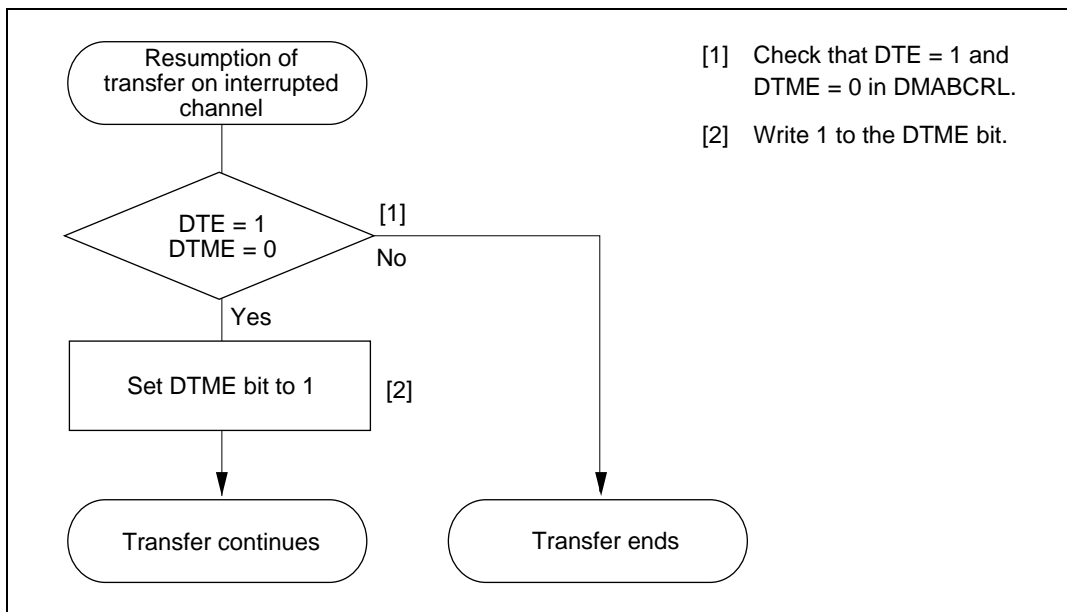 Resumption of
transfer on interrupted
channel
[1] Check that DTE = 1 and
DTME = 0 in DMABCRL.
[2] Write 1 to the DTME bit.
DTE = 1
DTME = 0
[1]
No
Yes
Set DTME bit to 1
[2]
Transfer continues
Transfer ends